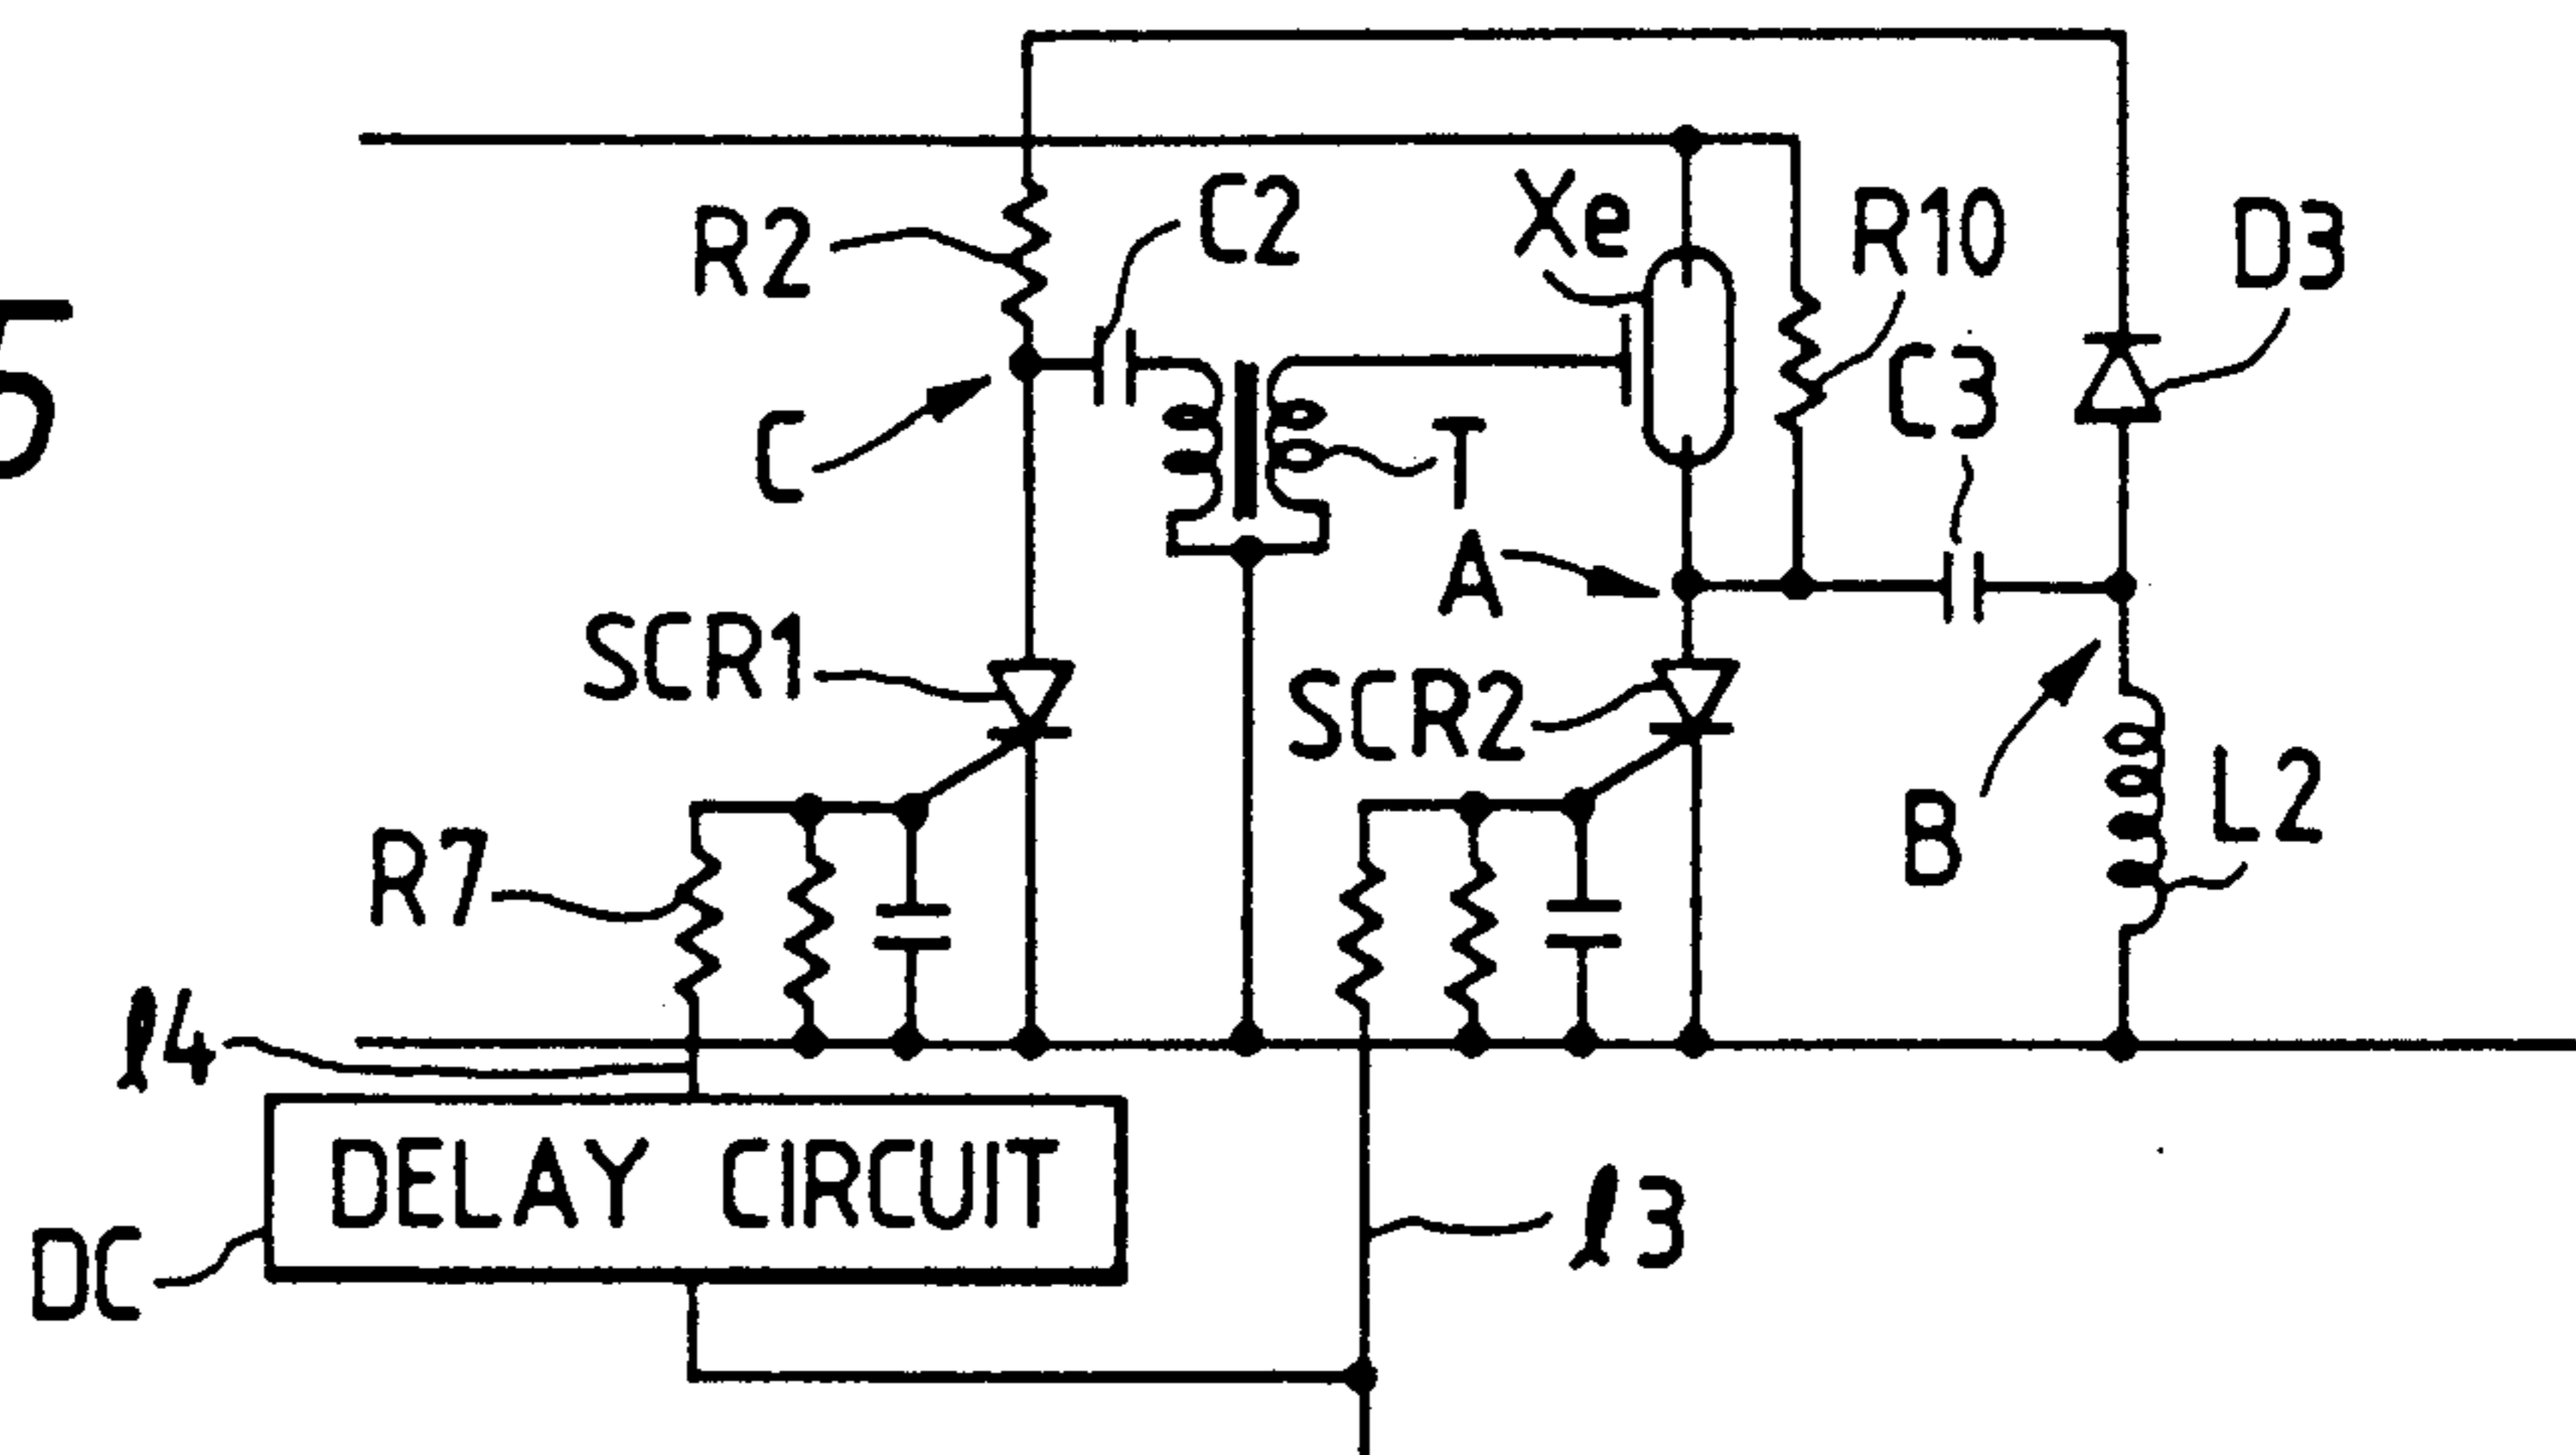 5
R2
C2
Xe
R10
D3
C
T
C3
A
SCR1
SCR2
B
L2
R7
ℓ4
DELAY CIRCUIT
DC
ℓ3